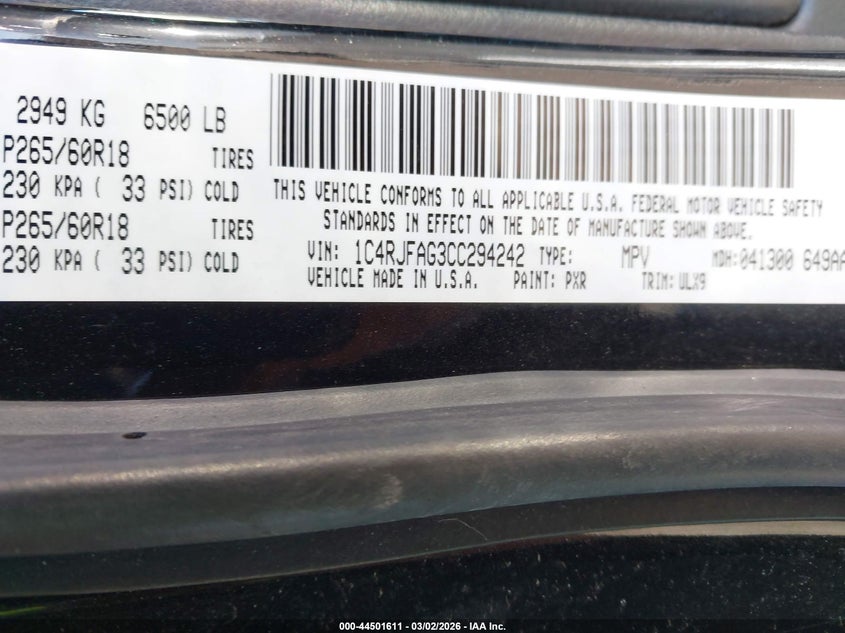 2949 KG 6500 LB
P265/60R18 TIRES
230 KPA ( 33 PSI) COLD
P265/60R18 TIRES
230 KPA ( 33 PSI) COLD
THIS VEHICLE CONFORMS TO ALL APPLICABLE U.S.A. FEDERAL MOTOR VEHICLE SAFETY
STANDARDS IN EFFECT ON THE DATE OF MANUFACTURE SHOWN ABOVE.
VIN: 1C4RJFAG3CC294242 TYPE: MPV MDH: 041300 649AA
VEHICLE MADE IN U.S.A. PAINT: PXR TRIM: ULX9
000-44501611 - 03/02/2026 - IAA Inc.